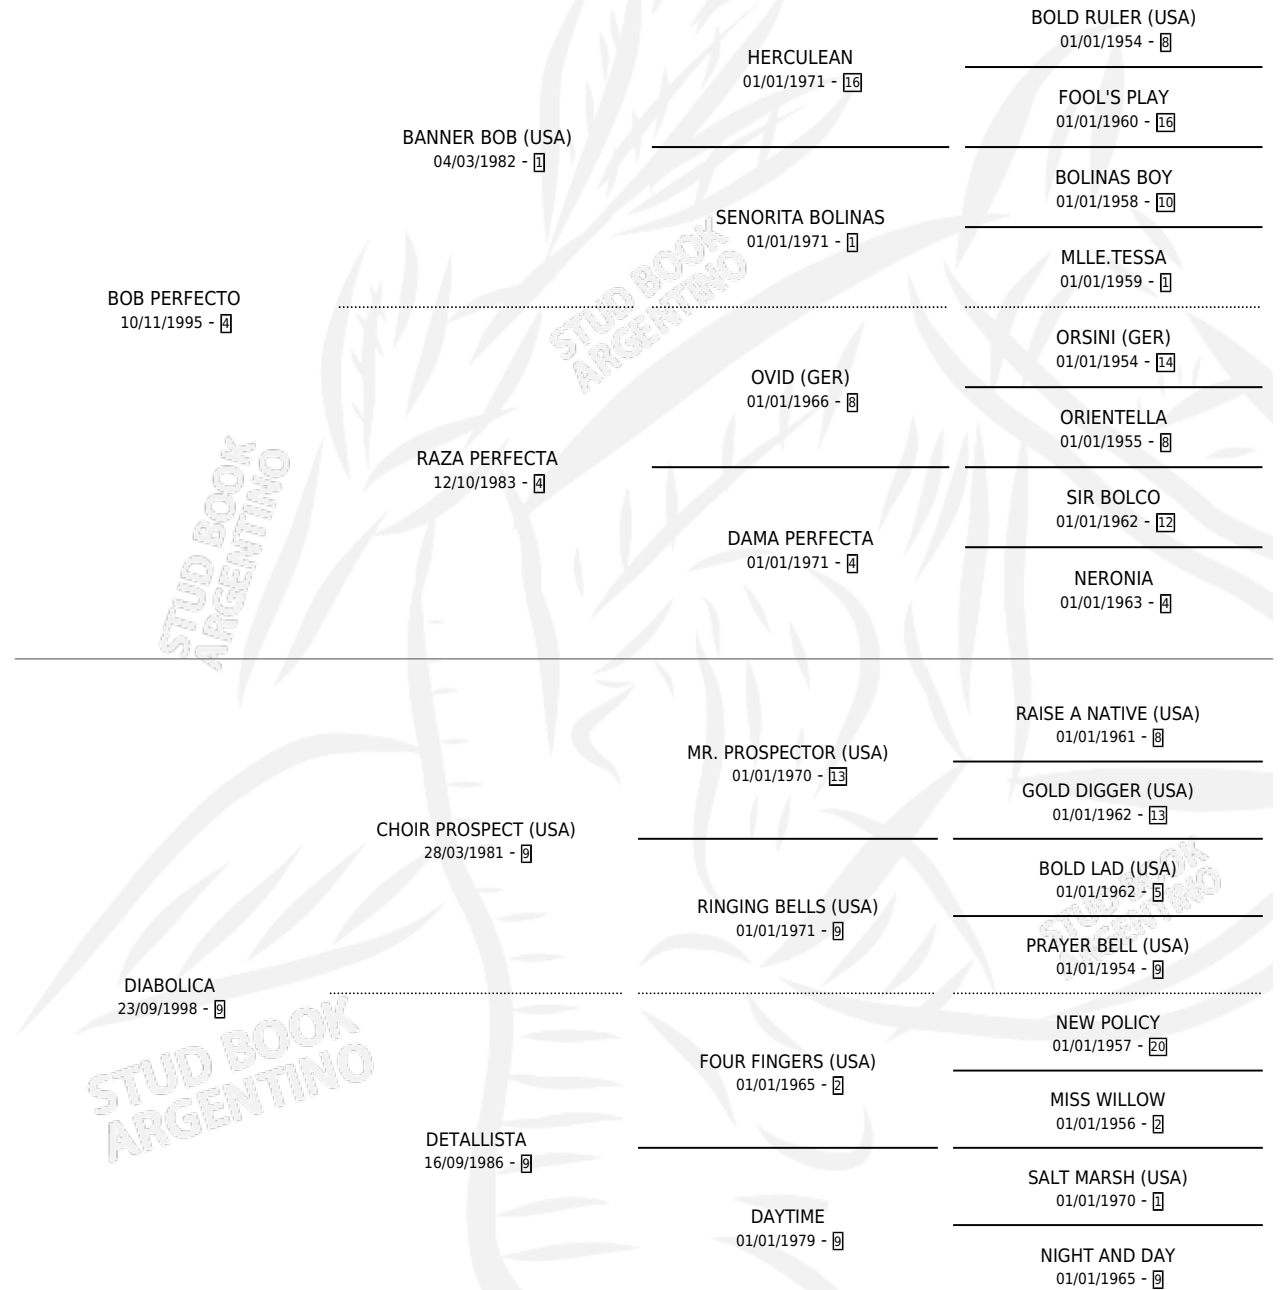 BOLD RULER (USA)
01/01/1954 - 8
HERCULEAN
01/01/1971 - 16
FOOL'S PLAY
01/01/1960 - 16
BANNER BOB (USA)
04/03/1982 - 1
BOLINAS BOY
01/01/1958 - 10
SENORITA BOLINAS
01/01/1971 - 1
MLLE.TESSA
01/01/1959 - 1
BOB PERFECTO
10/11/1995 - 4
STUD BOOK
ARGENTINO
ORSINI (GER)
01/01/1954 - 14
OVID (GER)
01/01/1966 - 8
ORIENTELLA
01/01/1955 - 8
RAZA PERFECTA
12/10/1983 - 4
SIR BOLCO
01/01/1962 - 12
DAMA PERFECTA
01/01/1971 - 4
NERONIA
01/01/1963 - 4
STUD BOOK
ARGENTINO
RAISE A NATIVE (USA)
01/01/1961 - 8
MR. PROSPECTOR (USA)
01/01/1970 - 13
GOLD DIGGER (USA)
01/01/1962 - 13
CHOIR PROSPECT (USA)
28/03/1981 - 9
BOLD LAD (USA)
01/01/1962 - 5
RINGING BELLS (USA)
01/01/1971 - 9
PRAYER BELL (USA)
01/01/1954 - 9
STUD BOOK
ARGENTINO
DIABOLICA
23/09/1998 - 9
NEW POLICY
01/01/1957 - 20
FOUR FINGERS (USA)
01/01/1965 - 2
MISS WILLOW
01/01/1956 - 2
STUD BOOK
ARGENTINO
DETALLISTA
16/09/1986 - 9
SALT MARSH (USA)
01/01/1970 - 1
DAYTIME
01/01/1979 - 9
NIGHT AND DAY
01/01/1965 - 9